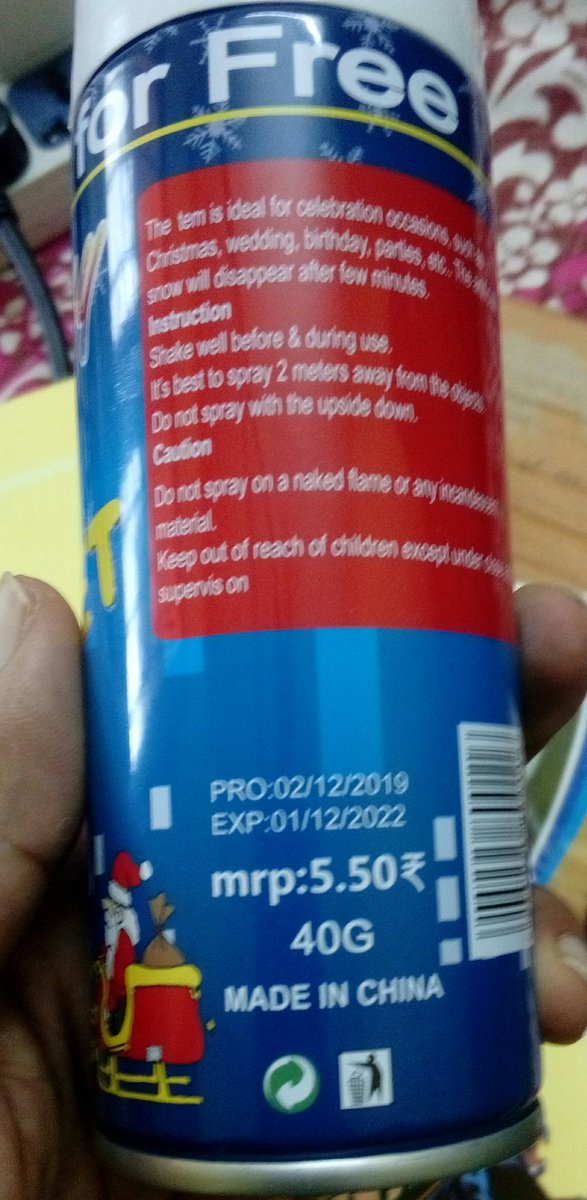 for Free
The tem is ideal for celebration occasions, such
Christmas, wedding, birthday, parties, etc. The
snow will disappear after few minutes.
Instruction
Shake well before & during use,
It's best to spray 2 meters away from the objects
Do not spray with the upside down,
Caution
Do not spray on a naked flame or any incandescent
material.
Keep out of reach of children except under
supervis on
T
PRO:02/12/2019
EXP:01/12/2022
mrp:5.50₹
40G
MADE IN CHINA